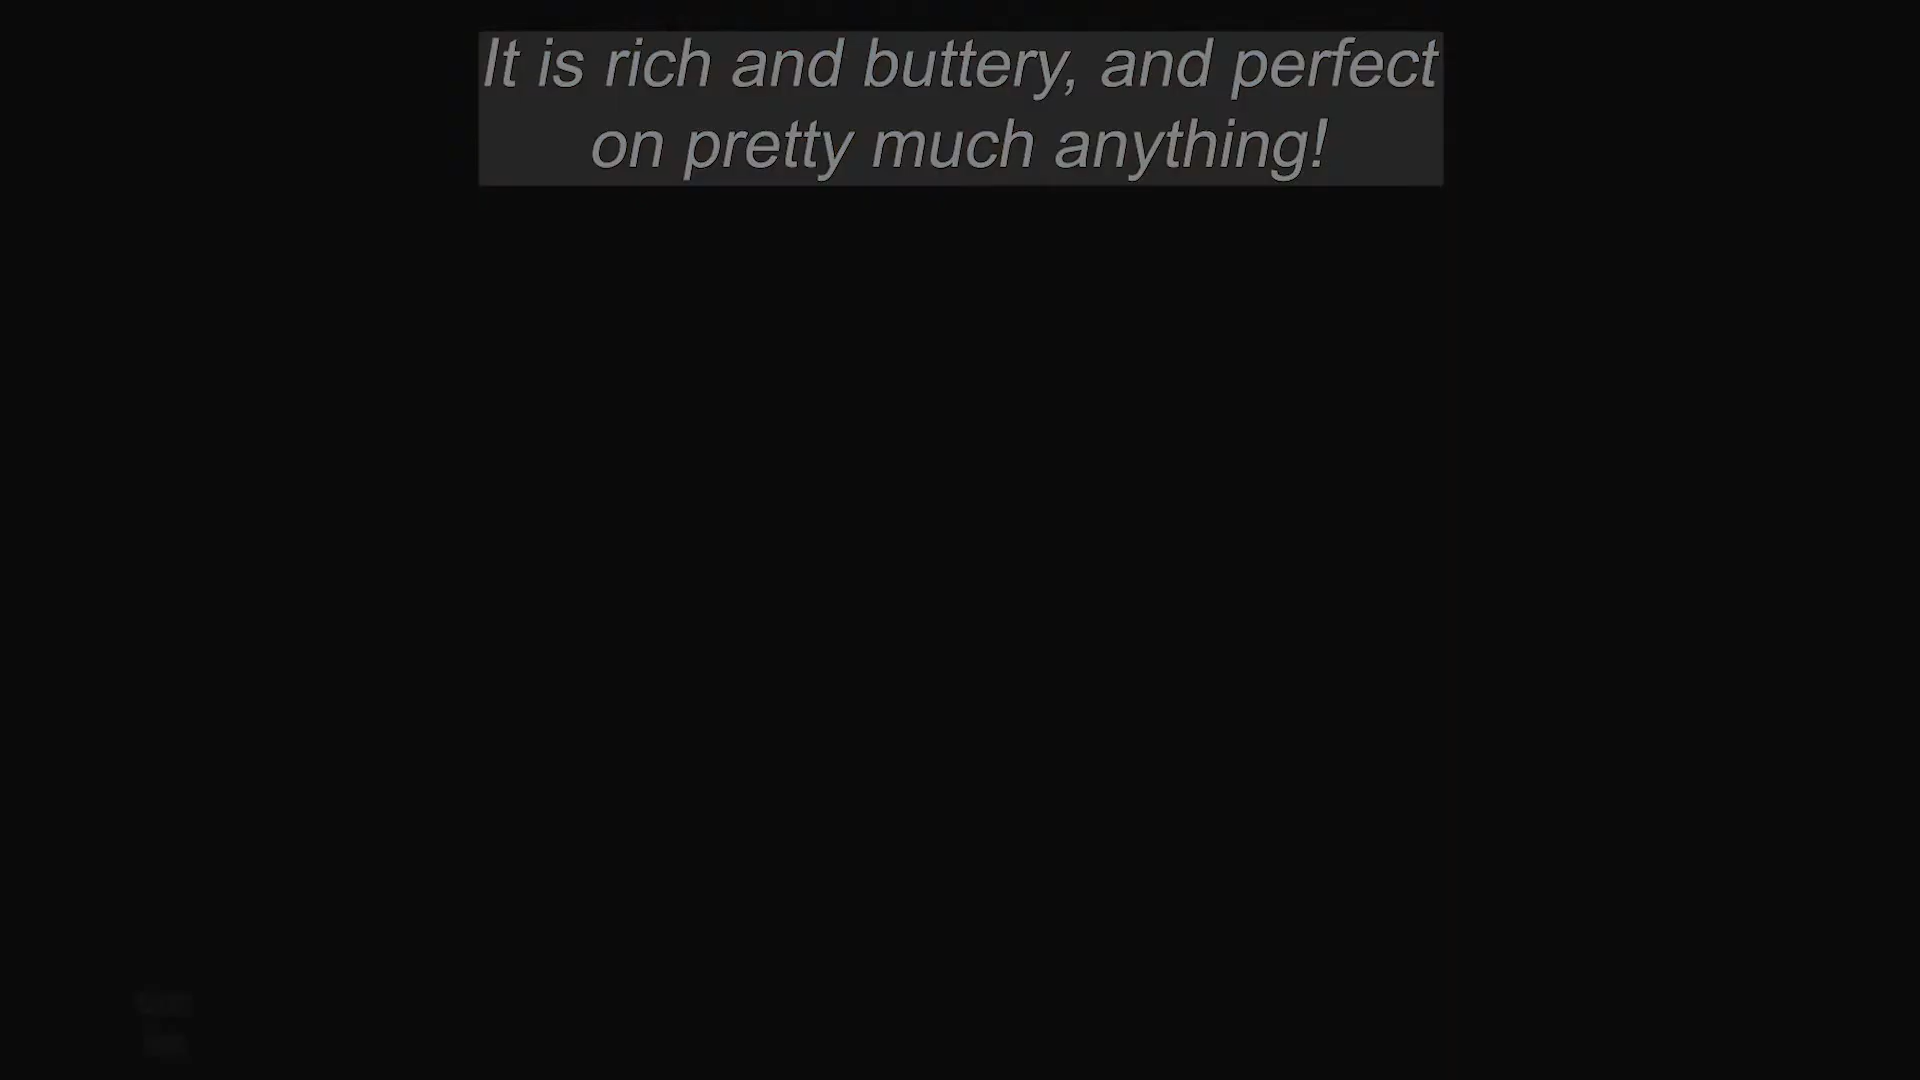 It is rich and buttery, and perfect
on pretty much anything!